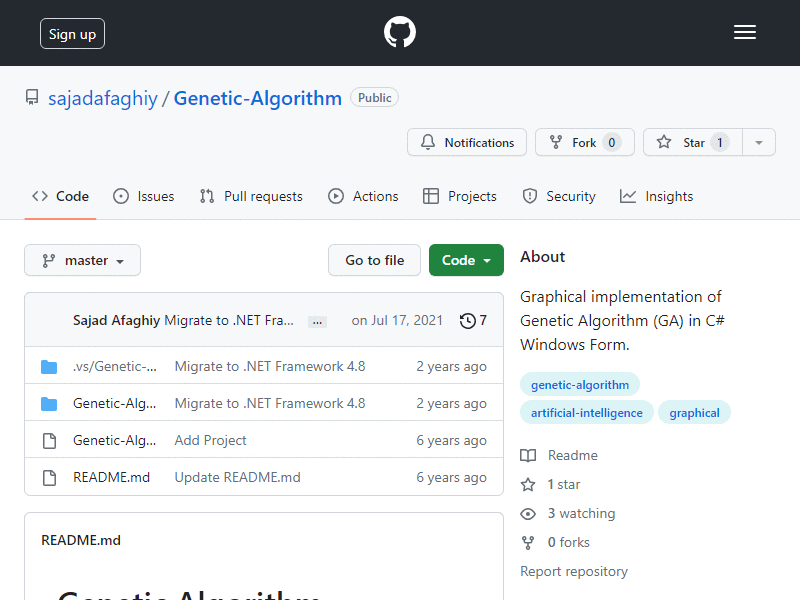 Sign up
sajadafaghiy / Genetic-Algorithm Public
Notifications Fork 0 Star 1
Code Issues Pull requests Actions Projects Security Insights
master Go to file Code
Sajad Afaghiy Migrate to .NET Fra... ... on Jul 17, 2021 7
.vs/Genetic-... Migrate to .NET Framework 4.8 2 years ago
Genetic-Alg... Migrate to .NET Framework 4.8 2 years ago
Genetic-Alg... Add Project 6 years ago
README.md Update README.md 6 years ago
README.md
Genetic Algorithm
About
Graphical implementation of
Genetic Algorithm (GA) in C#
Windows Form.
genetic-algorithm
artificial-intelligence graphical
Readme
1 star
3 watching
0 forks
Report repository